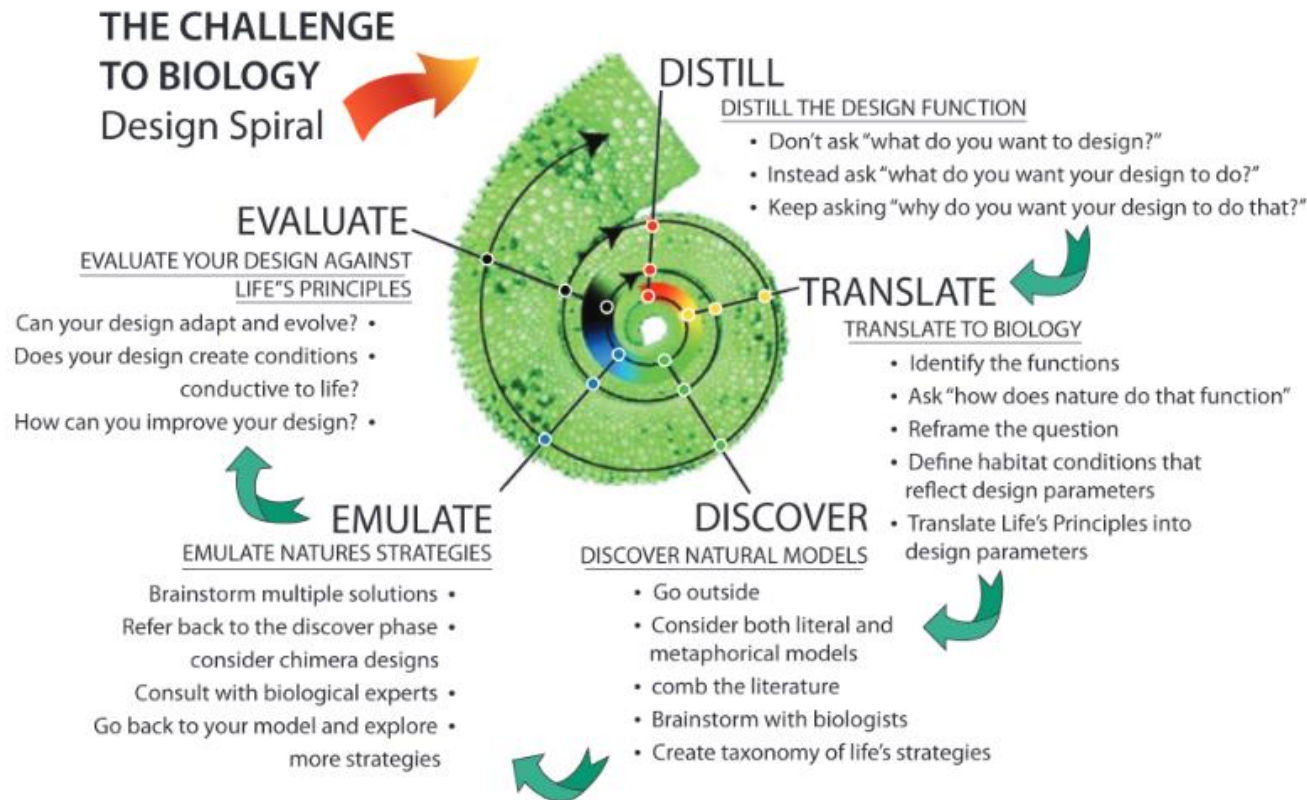 THE CHALLENGE
TO BIOLOGY
Design Spiral
DISTILL
DISTILL THE DESIGN FUNCTION
• Don't ask "what do you want to design?"
• Instead ask "what do you want your design to do?"
• Keep asking "why do you want your design to do that?"
TRANSLATE
TRANSLATE TO BIOLOGY
• Identify the functions
• Ask "how does nature do that function"
• Reframe the question
• Define habitat conditions that
reflect design parameters
• Translate Life's Principles into
design parameters
DISCOVER
DISCOVER NATURAL MODELS
• Go outside
• Consider both literal and
metaphorical models
• comb the literature
• Brainstorm with biologists
• Create taxonomy of life's strategies
EMULATE
EMULATE NATURES STRATEGIES
Brainstorm multiple solutions •
Refer back to the discover phase •
consider chimera designs
Consult with biological experts •
Go back to your model and explore •
more strategies
EVALUATE
EVALUATE YOUR DESIGN AGAINST
LIFE"S PRINCIPLES
Can your design adapt and evolve? •
Does your design create conditions •
conductive to life?
How can you improve your design? •